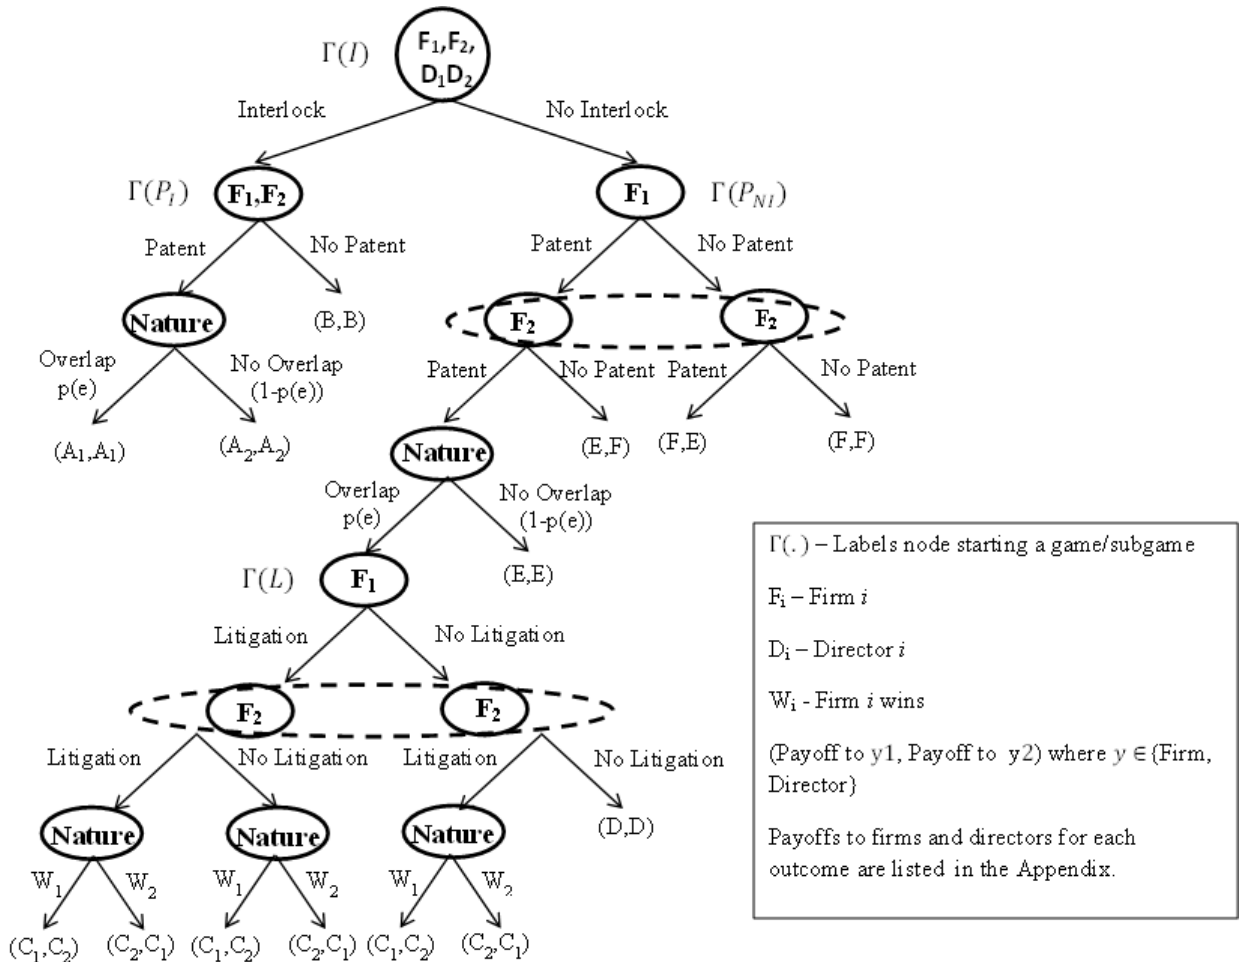 Γ(I)
F₁,F₂,
D₁D₂
Interlock
No Interlock
Γ(P_I)
F₁,F₂
F₁
Γ(P_NI)
Patent
No Patent
Patent
No Patent
Nature
(B,B)
F₂
F₂
Overlap
p(e)
No Overlap
(1-p(e))
Patent
No Patent
Patent
No Patent
(A₁,A₁)
(A₂,A₂)
Nature
(E,F)
(F,E)
(F,F)
Overlap
p(e)
No Overlap
(1-p(e))
Γ(L)
F₁
(E,E)
Litigation
No Litigation
F₂
F₂
Litigation
No Litigation
Litigation
No Litigation
Nature
Nature
Nature
(D,D)
W₁
W₂
W₁
W₂
W₁
W₂
(C₁,C₂)
(C₂,C₁)
(C₁,C₂)
(C₂,C₁)
(C₁,C₂)
(C₂,C₁)
Γ(.) – Labels node starting a game/subgame
Fᵢ – Firm i
Dᵢ – Director i
Wᵢ - Firm i wins
(Payoff to y1, Payoff to y2) where y ∈ {Firm,
Director}
Payoffs to firms and directors for each
outcome are listed in the Appendix.